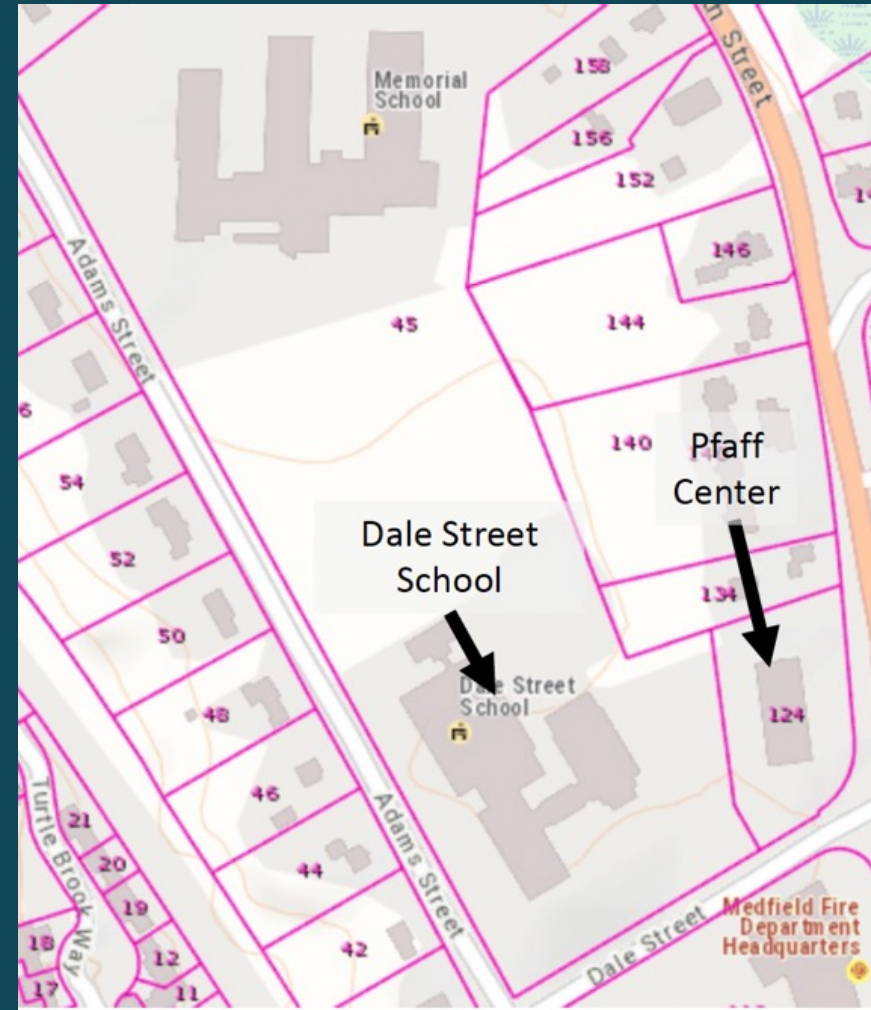 158
Memorial
School
156
152
146
Adams Street
45
144
140
Pfaff
Center
54
Dale Street
School
52
134
50
Dale Street
School
48
124
46
Turtle Brook Way
21
Adams Street
20
44
19
Medfield Fire
Department
Headquarters
18
42
12
Dale Street
17
11